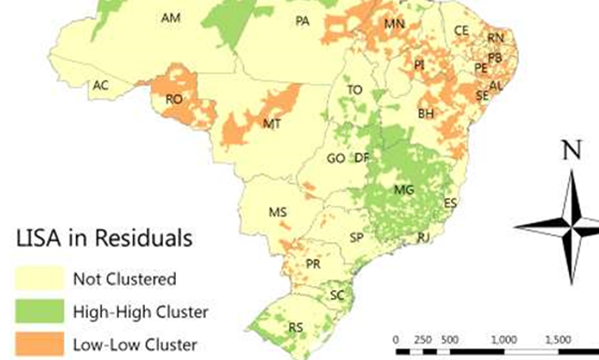 AM
PA
MN
CE
RN
PB
PI
PE
AL
SE
AC
RO
TO
MT
BH
GO
DF
MG
ES
MS
SP
RJ
PR
SC
RS
N
LISA in Residuals
Not Clustered
High-High Cluster
Low-Low Cluster
0 250 500 1,000 1,500